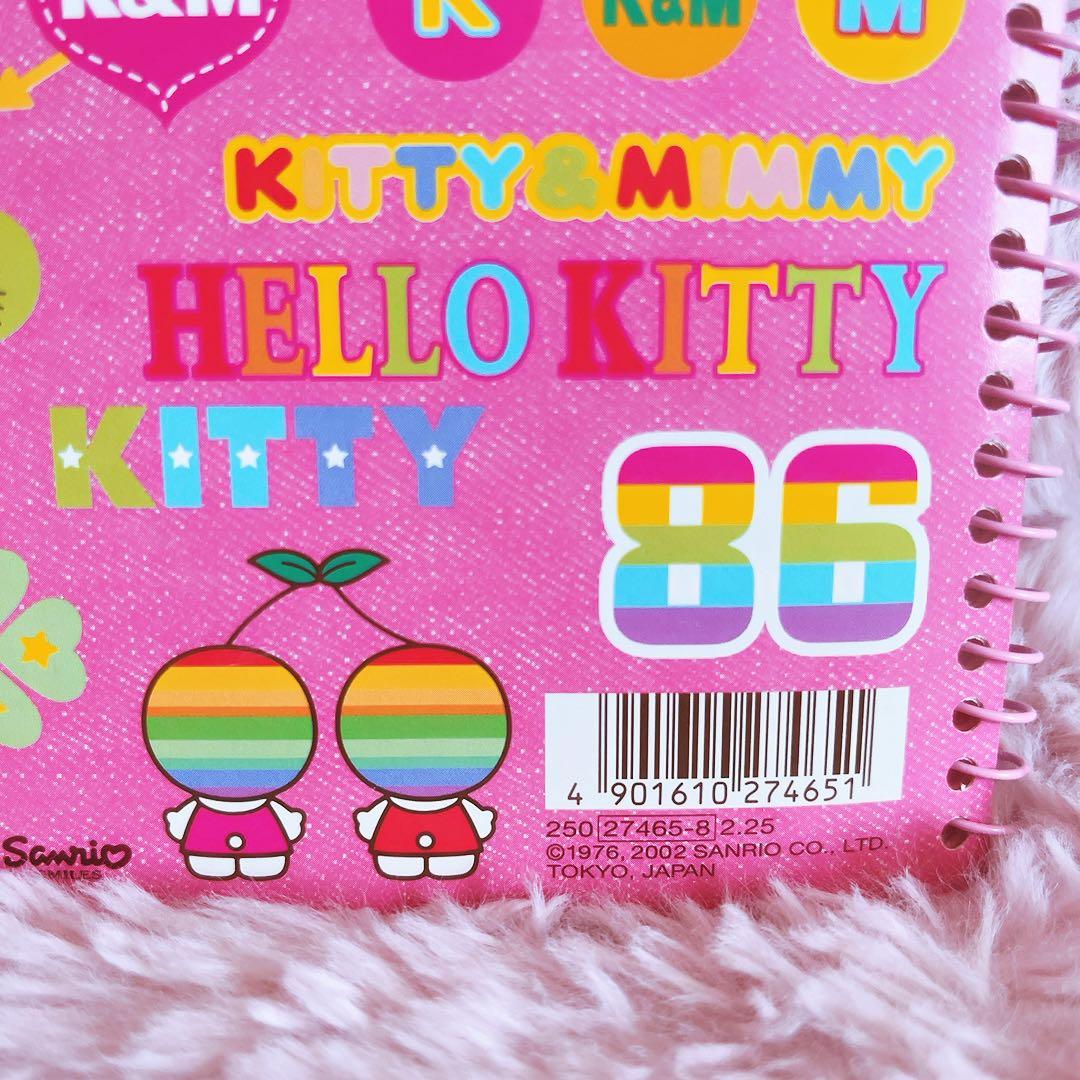 K&M K K&M M
KITTY&MIMMY
HELLO KITTY
KITTY
86
4 901610 274651
250 27465-8 2.25
©1976, 2002 SANRIO CO., LTD.
TOKYO, JAPAN
Sanrio
SMILES